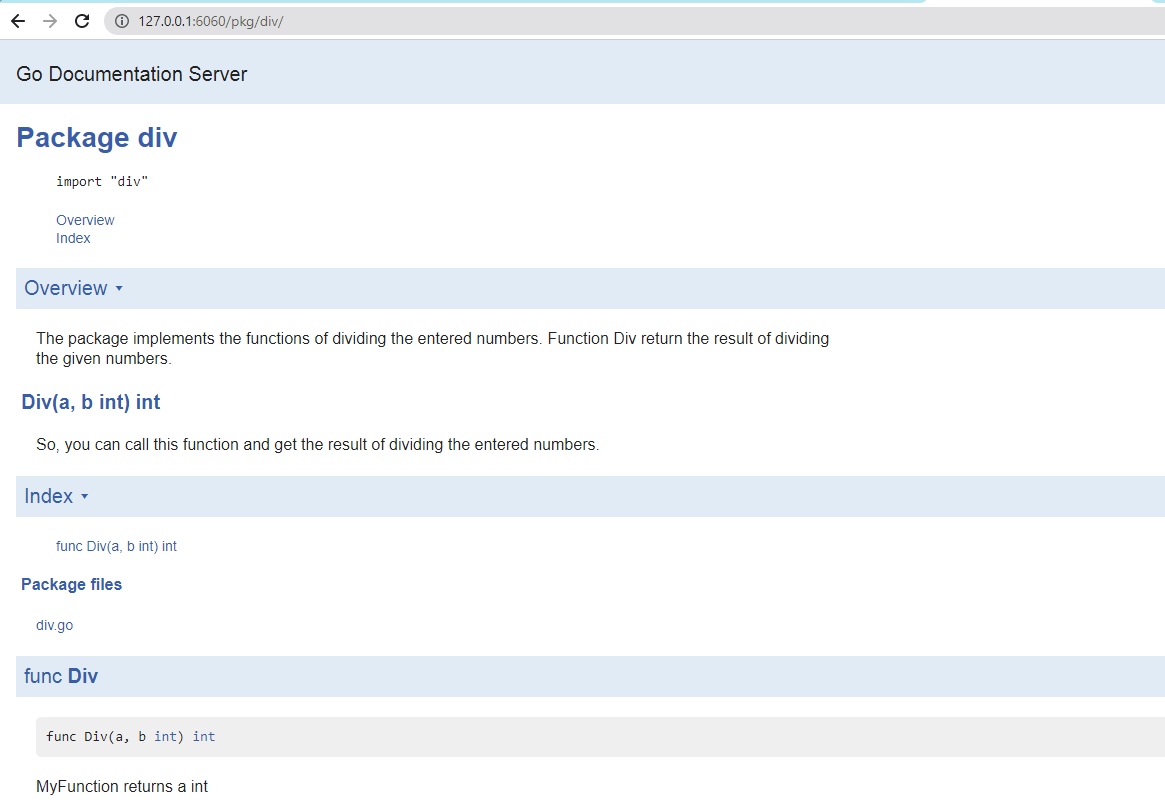 127.0.0.1:6060/pkg/div/
Go Documentation Server
Package div
import "div"
Overview
Index
Overview
The package implements the functions of dividing the entered numbers. Function Div return the result of dividing
the given numbers.
Div(a, b int) int
So, you can call this function and get the result of dividing the entered numbers.
Index
func Div(a, b int) int
Package files
div.go
func Div
func Div(a, b int) int
MyFunction returns a int